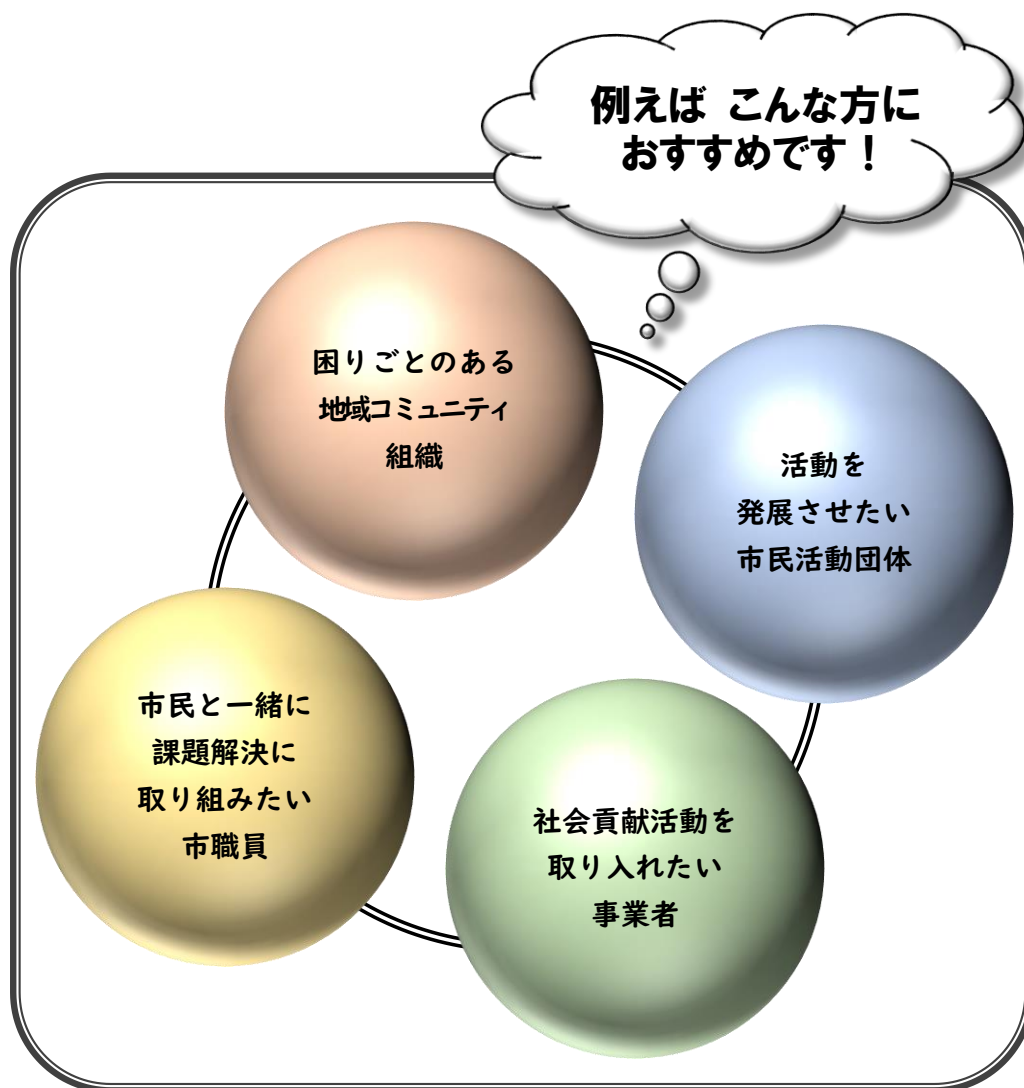 例えば こんな方に
おすすめです！
困りごとのある
地域コミュニティ
組織
活動を
発展させたい
市民活動団体
市民と一緒に
課題解決に
取り組みたい
市職員
社会貢献活動を
取り入れたい
事業者